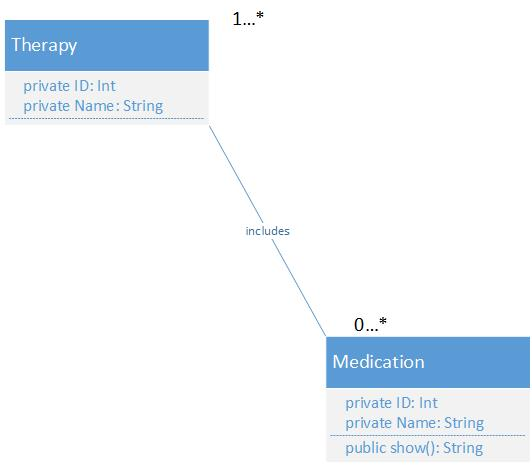 1...*
Therapy
private ID: Int
private Name: String
includes
0...*
Medication
private ID: Int
private Name: String
public show(): String